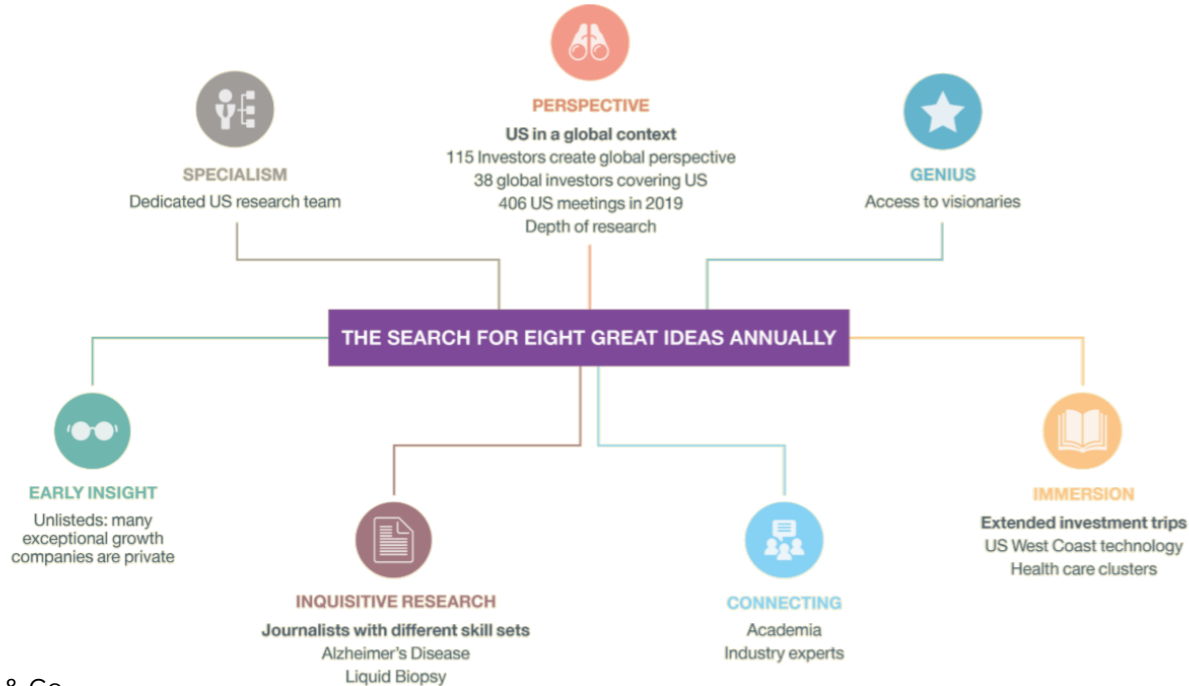 PERSPECTIVE
US in a global context
115 Investors create global perspective
38 global investors covering US
406 US meetings in 2019
Depth of research
SPECIALISM
Dedicated US research team
GENIUS
Access to visionaries
THE SEARCH FOR EIGHT GREAT IDEAS ANNUALLY
EARLY INSIGHT
Unlisteds: many
exceptional growth
companies are private
INQUISITIVE RESEARCH
Journalists with different skill sets
Alzheimer's Disease
Liquid Biopsy
CONNECTING
Academia
Industry experts
IMMERSION
Extended investment trips
US West Coast technology
Health care clusters